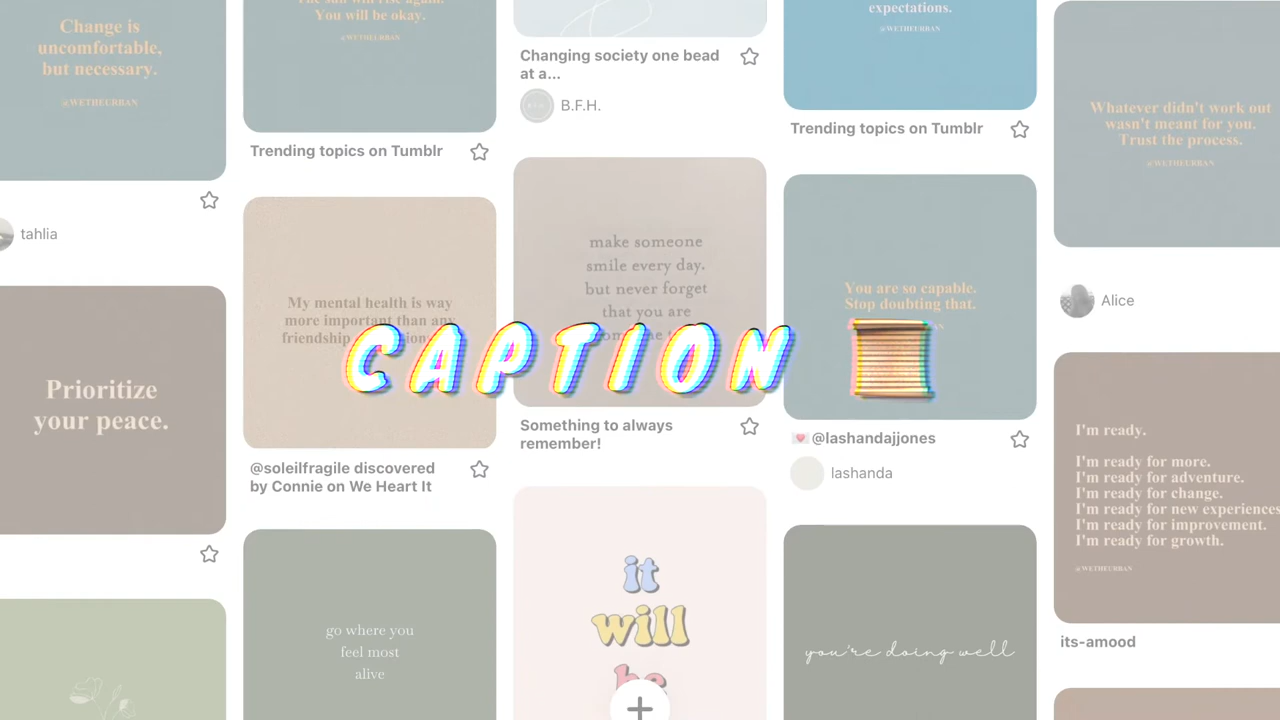 Change is
uncomfortable,
but necessary.
@WETHEURBAN
tahlia
Prioritize
your peace.
You will be okay.
@WETHEURBAN
Trending topics on Tumblr
My mental health is way
more important than any
friendship
@soleilfragile discovered
by Connie on We Heart It
go where you
feel most
alive
Changing society one bead
at a...
B.F.H.
make someone
smile every day.
but never forget
that you are
CAPTION
Something to always
remember!
it
will
be
expectations.
@WETHEURBAN
Trending topics on Tumblr
You are so capable.
Stop doubting that.
@lashandajjones
lashanda
you're doing well
Whatever didn't work out
wasn't meant for you.
Trust the process.
@WETHEURBAN
Alice
I'm ready.
I'm ready for more.
I'm ready for adventure.
I'm ready for change.
I'm ready for new experiences
I'm ready for improvement.
I'm ready for growth.
@WETHEURBAN
its-amood